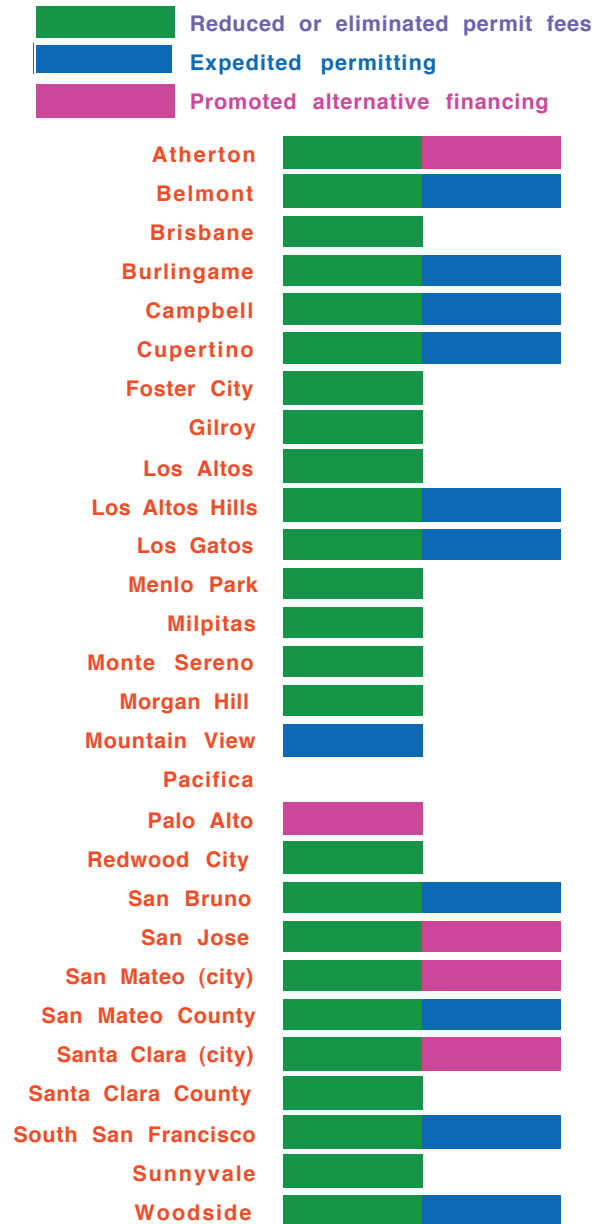 Reduced or eliminated permit fees
Expedited permitting
Promoted alternative financing
Atherton
Belmont
Brisbane
Burlingame
Campbell
Cupertino
Foster City
Gilroy
Los Altos
Los Altos Hills
Los Gatos
Menlo Park
Milpitas
Monte Sereno
Morgan Hill
Mountain View
Pacifica
Palo Alto
Redwood City
San Bruno
San Jose
San Mateo (city)
San Mateo County
Santa Clara (city)
Santa Clara County
South San Francisco
Sunnyvale
Woodside